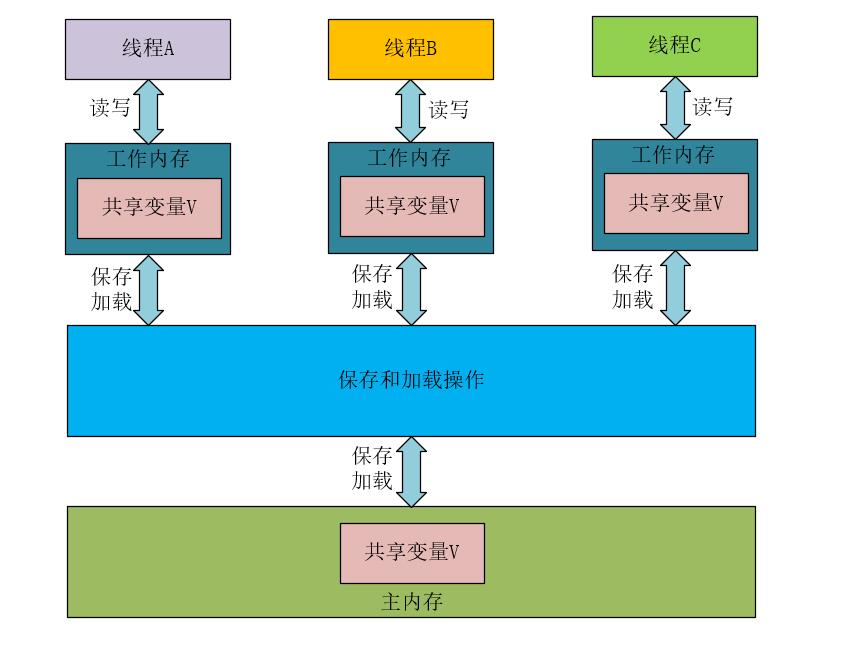 线程A
线程B
线程C
读写
读写
读写
工作内存
共享变量V
工作内存
共享变量V
工作内存
共享变量V
保存
加载
保存
加载
保存
加载
保存和加载操作
保存
加载
共享变量V
主内存